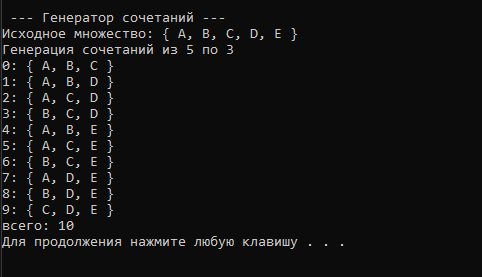 --- Генератор сочетаний ---
Исходное множество: { A, B, C, D, E }
Генерация сочетаний из 5 по 3
0: { A, B, C }
1: { A, B, D }
2: { A, C, D }
3: { B, C, D }
4: { A, B, E }
5: { A, C, E }
6: { B, C, E }
7: { A, D, E }
8: { B, D, E }
9: { C, D, E }
всего: 10
Для продолжения нажмите любую клавишу . . .